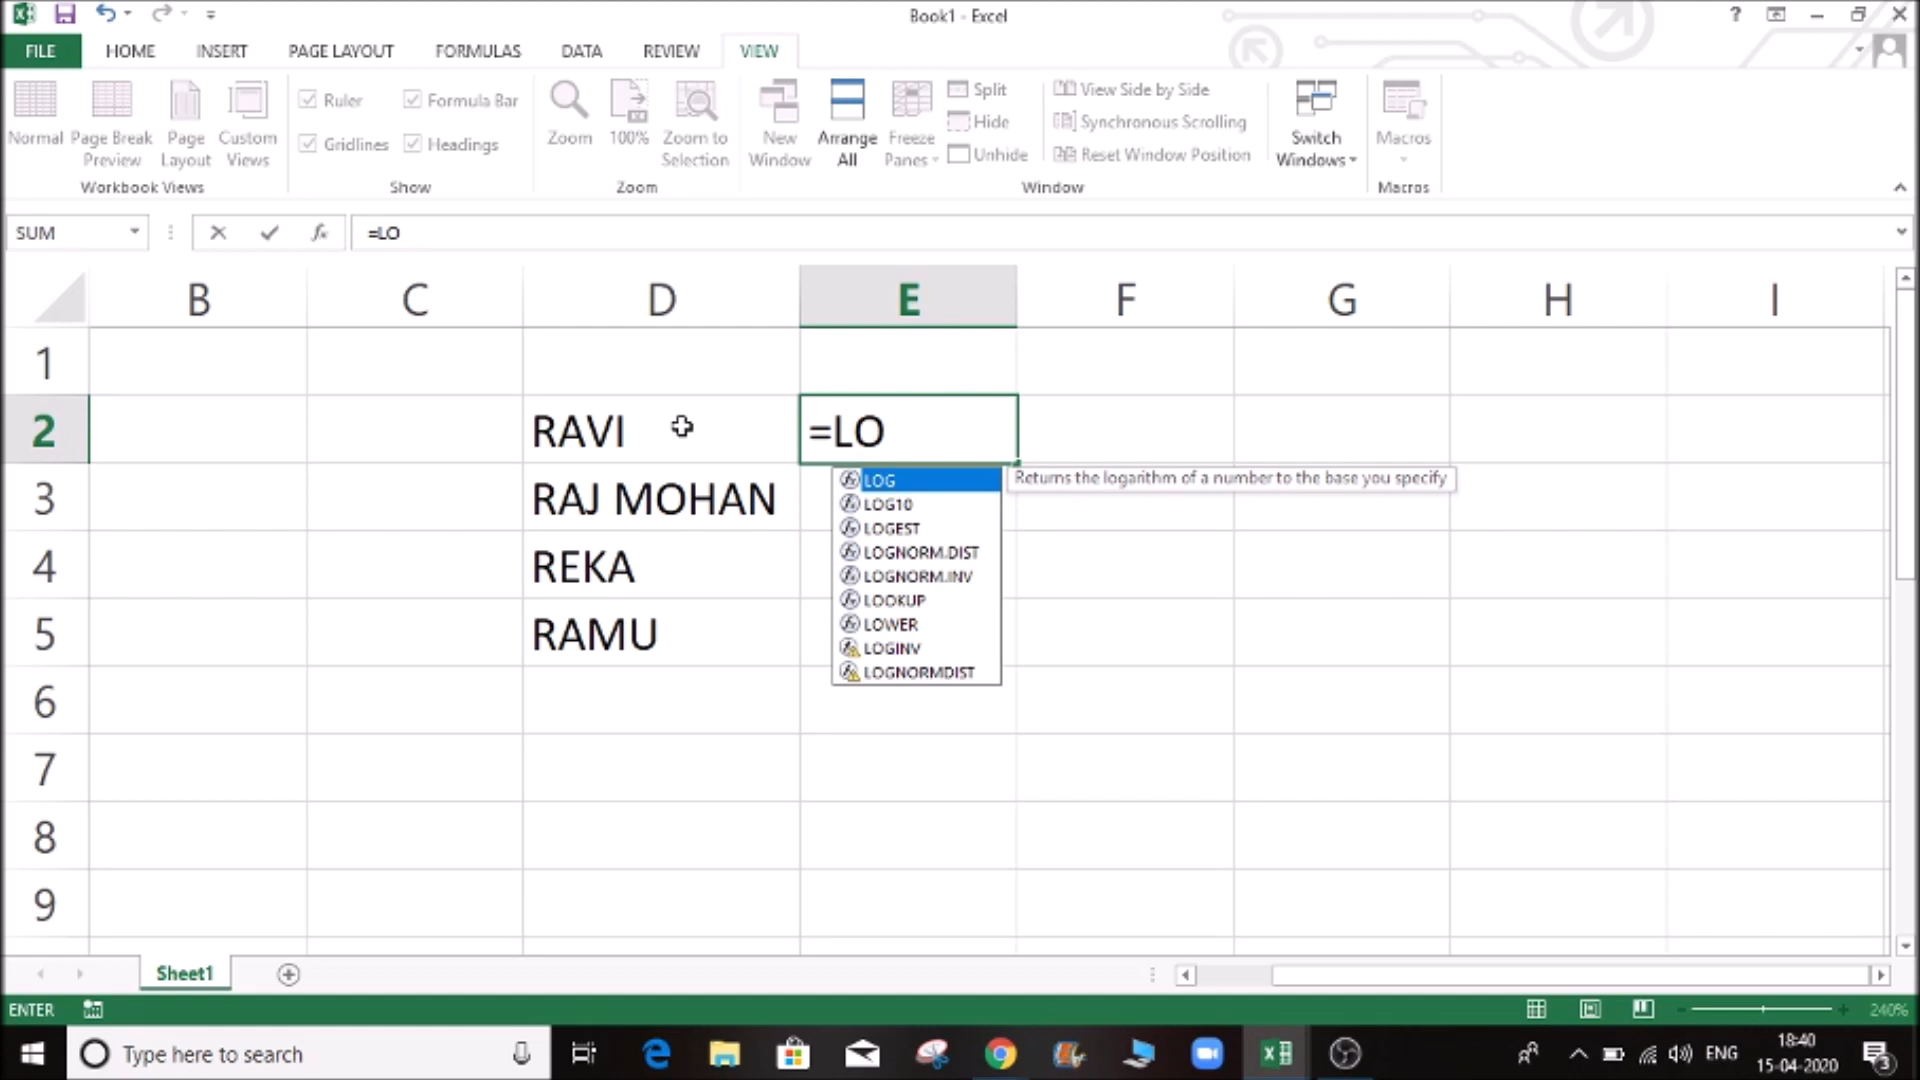 Book1 - Excel
FILE HOME INSERT PAGE LAYOUT FORMULAS DATA REVIEW VIEW
Normal Page Break Preview Page Layout Custom Views
Workbook Views
Ruler Formula Bar
Gridlines Headings
Show
Zoom 100% Zoom to Selection
Zoom
New Window Arrange All Freeze Panes
Split
Hide
Unhide
View Side by Side
Synchronous Scrolling
Reset Window Position
Window
Switch Windows
Macros
Macros
SUM =LO
B C D E F G H I
1
2 RAVI =LO
3 RAJ MOHAN
4 REKA
5 RAMU
6
7
8
9
LOG
Returns the logarithm of a number to the base you specify
LOG10
LOGEST
LOGNORM.DIST
LOGNORM.INV
LOOKUP
LOWER
LOGINV
LOGNORMDIST
Sheet1
ENTER
240%
Type here to search
ENG
18:40
15-04-2020
3